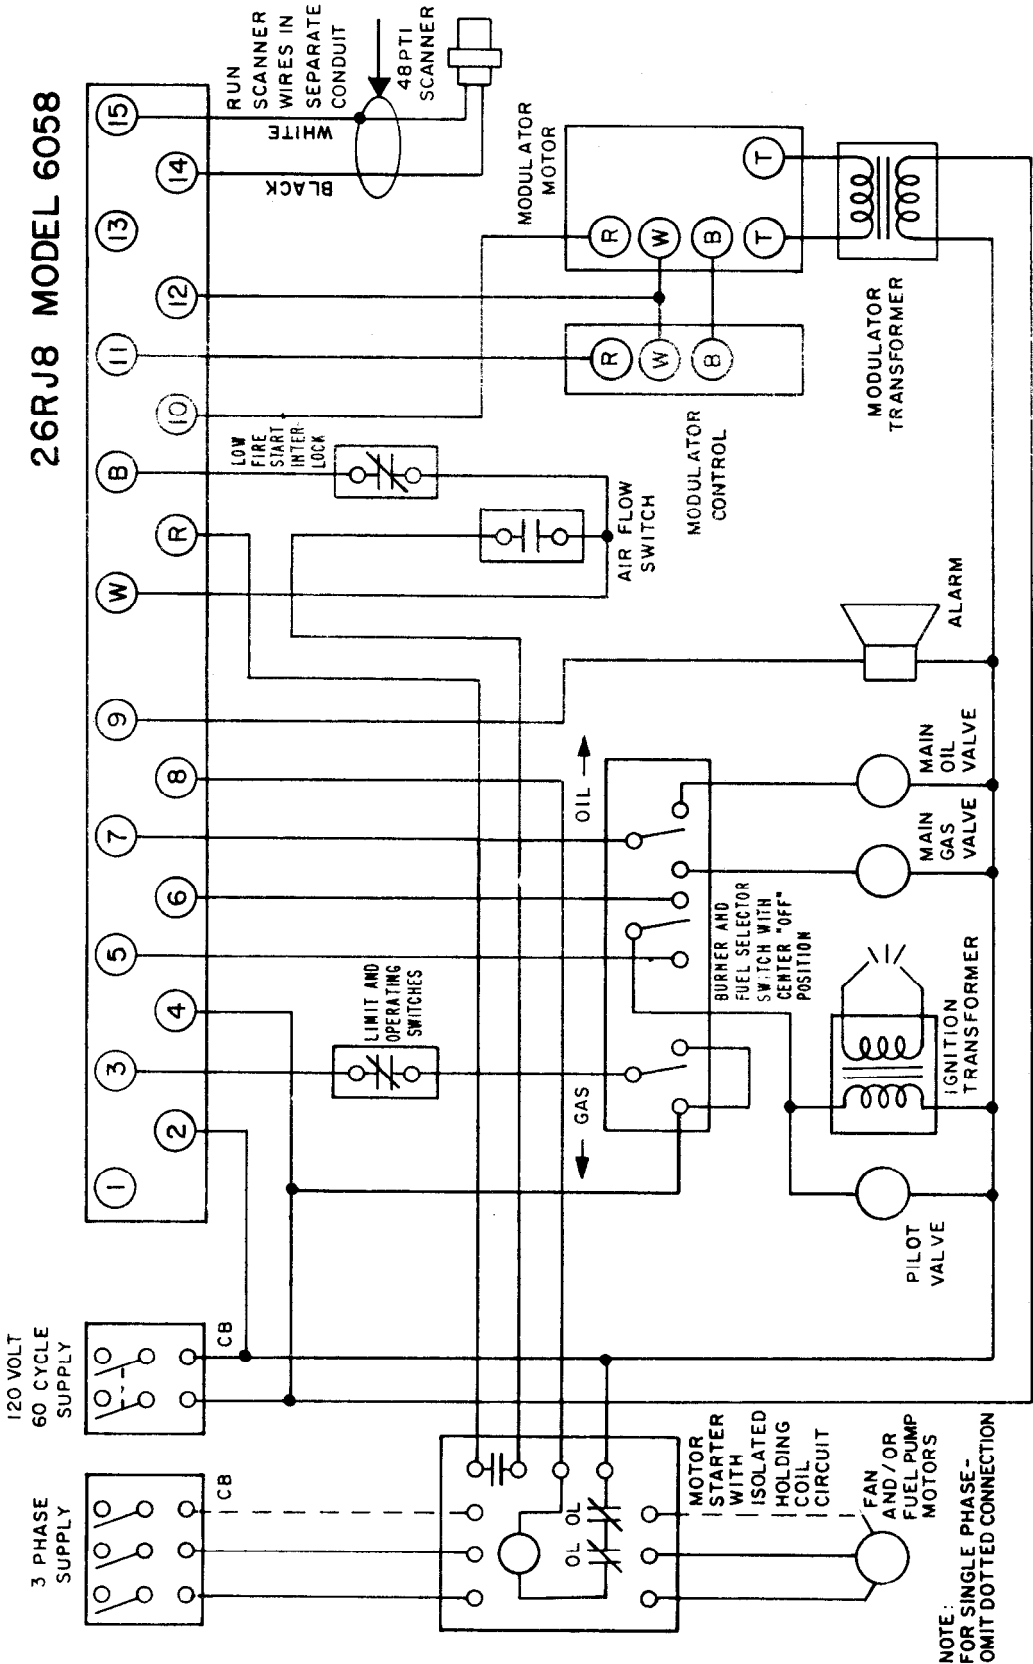 26RJ8 MODEL 6058
1
2
3
4
5
6
7
8
9
W
R
B
10
11
12
13
14
15
120 VOLT
60 CYCLE
SUPPLY
CB
3 PHASE
SUPPLY
CB
LIMIT AND
OPERATING
SWITCHES
LOW
FIRE
START
INTER-
LOCK
AIR FLOW
SWITCH
BLACK
WHITE
RUN
SCANNER
WIRES IN
SEPARATE
CONDUIT
48PT1
SCANNER
MODULATOR
MOTOR
R
W
B
T
T
R
W
B
MODULATOR
CONTROL
MODULATOR
TRANSFORMER
GAS
OIL
BURNER AND
FUEL SELECTOR
SWITCH WITH
CENTER "OFF"
POSITION
PILOT
VALVE
IGNITION
TRANSFORMER
MAIN
GAS
VALVE
MAIN
OIL
VALVE
ALARM
OL
OL
MOTOR
STARTER
WITH
ISOLATED
HOLDING
COIL
CIRCUIT
FAN
AND/OR
FUEL PUMP
MOTORS
NOTE:
FOR SINGLE PHASE-
OMIT DOTTED CONNECTION